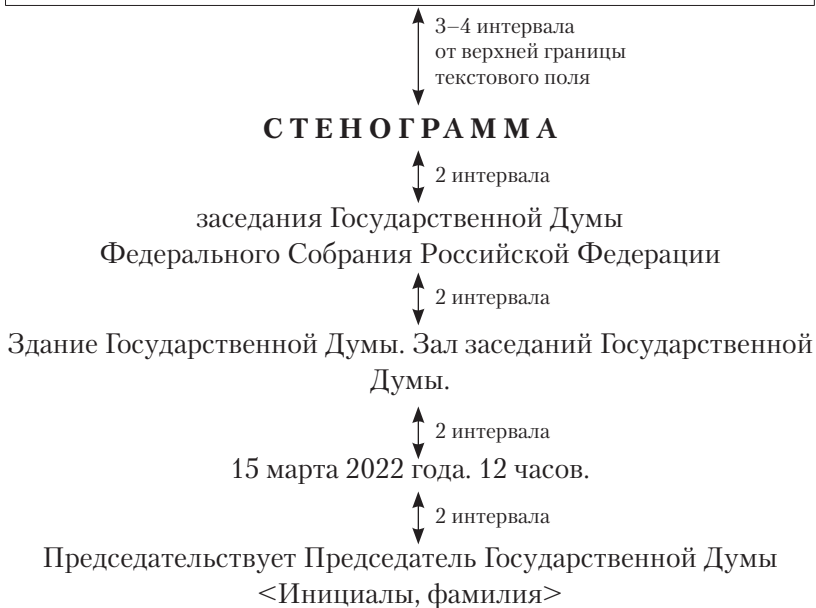 3–4 интервала
от верхней границы
текстового поля
СТЕНОГРАММА
2 интервала
заседания Государственной Думы
Федерального Собрания Российской Федерации
2 интервала
Здание Государственной Думы. Зал заседаний Государственной
Думы.
2 интервала
15 марта 2022 года. 12 часов.
2 интервала
Председательствует Председатель Государственной Думы
<Инициалы, фамилия>